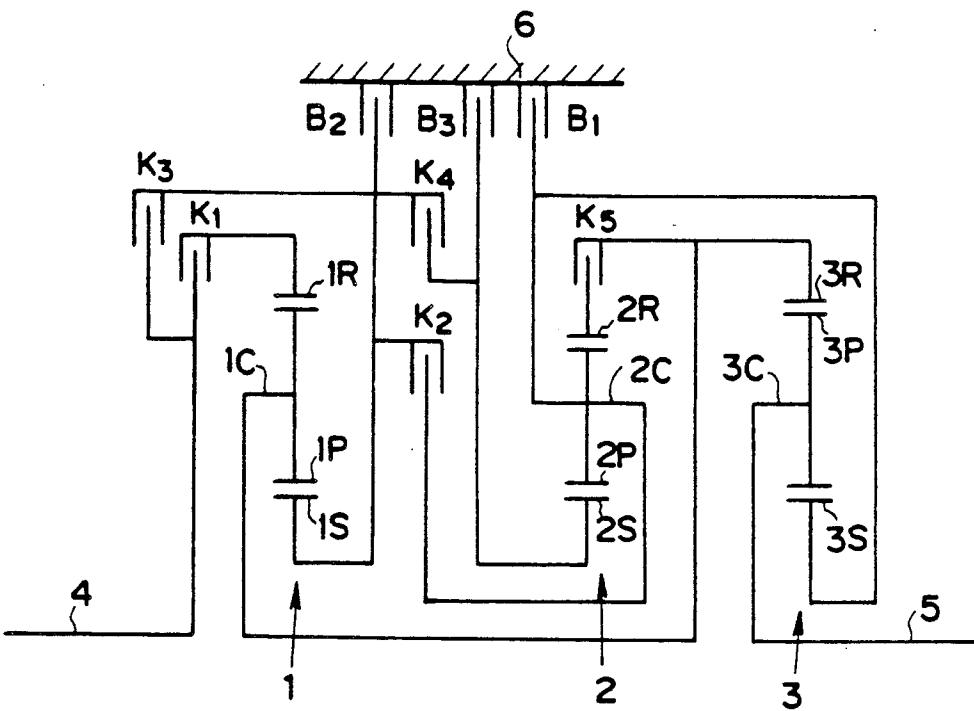 6
B2 B3 B1
K3 K4
K1 K5
1R 2R 3R
K2 3P
1C 2C 3C
1P 2P
1S 2S 3S
4 5
1 2 3